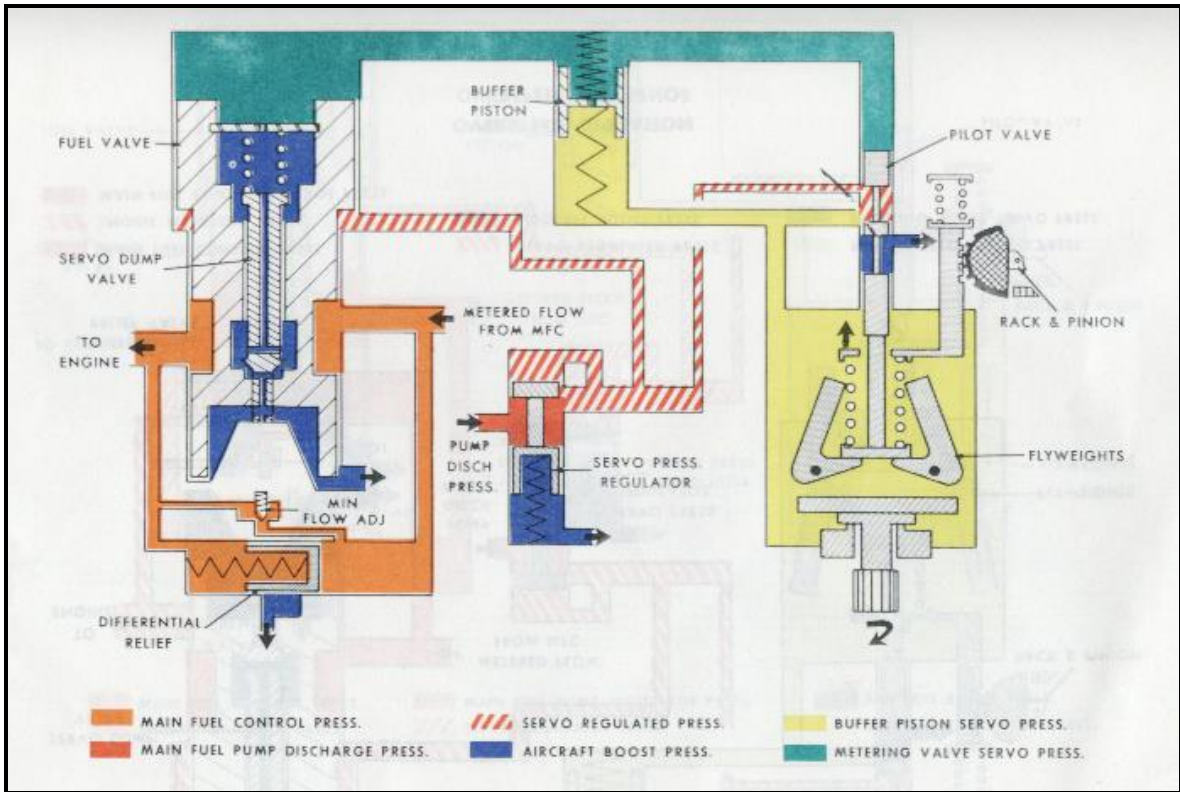 BUFFER
PISTON
FUEL VALVE
PILOT VALVE
SERVO DUMP
VALVE
METERED FLOW
FROM MFC
TO
ENGINE
RACK & PINION
PUMP
DISCH
PRESS.
SERVO PRESS.
REGULATOR
FLYWEIGHTS
MIN
FLOW ADJ
DIFFERENTIAL
RELIEF
MAIN FUEL CONTROL PRESS.
SERVO REGULATED PRESS.
BUFFER PISTON SERVO PRESS.
MAIN FUEL PUMP DISCHARGE PRESS.
AIRCRAFT BOOST PRESS.
METERING VALVE SERVO PRESS.